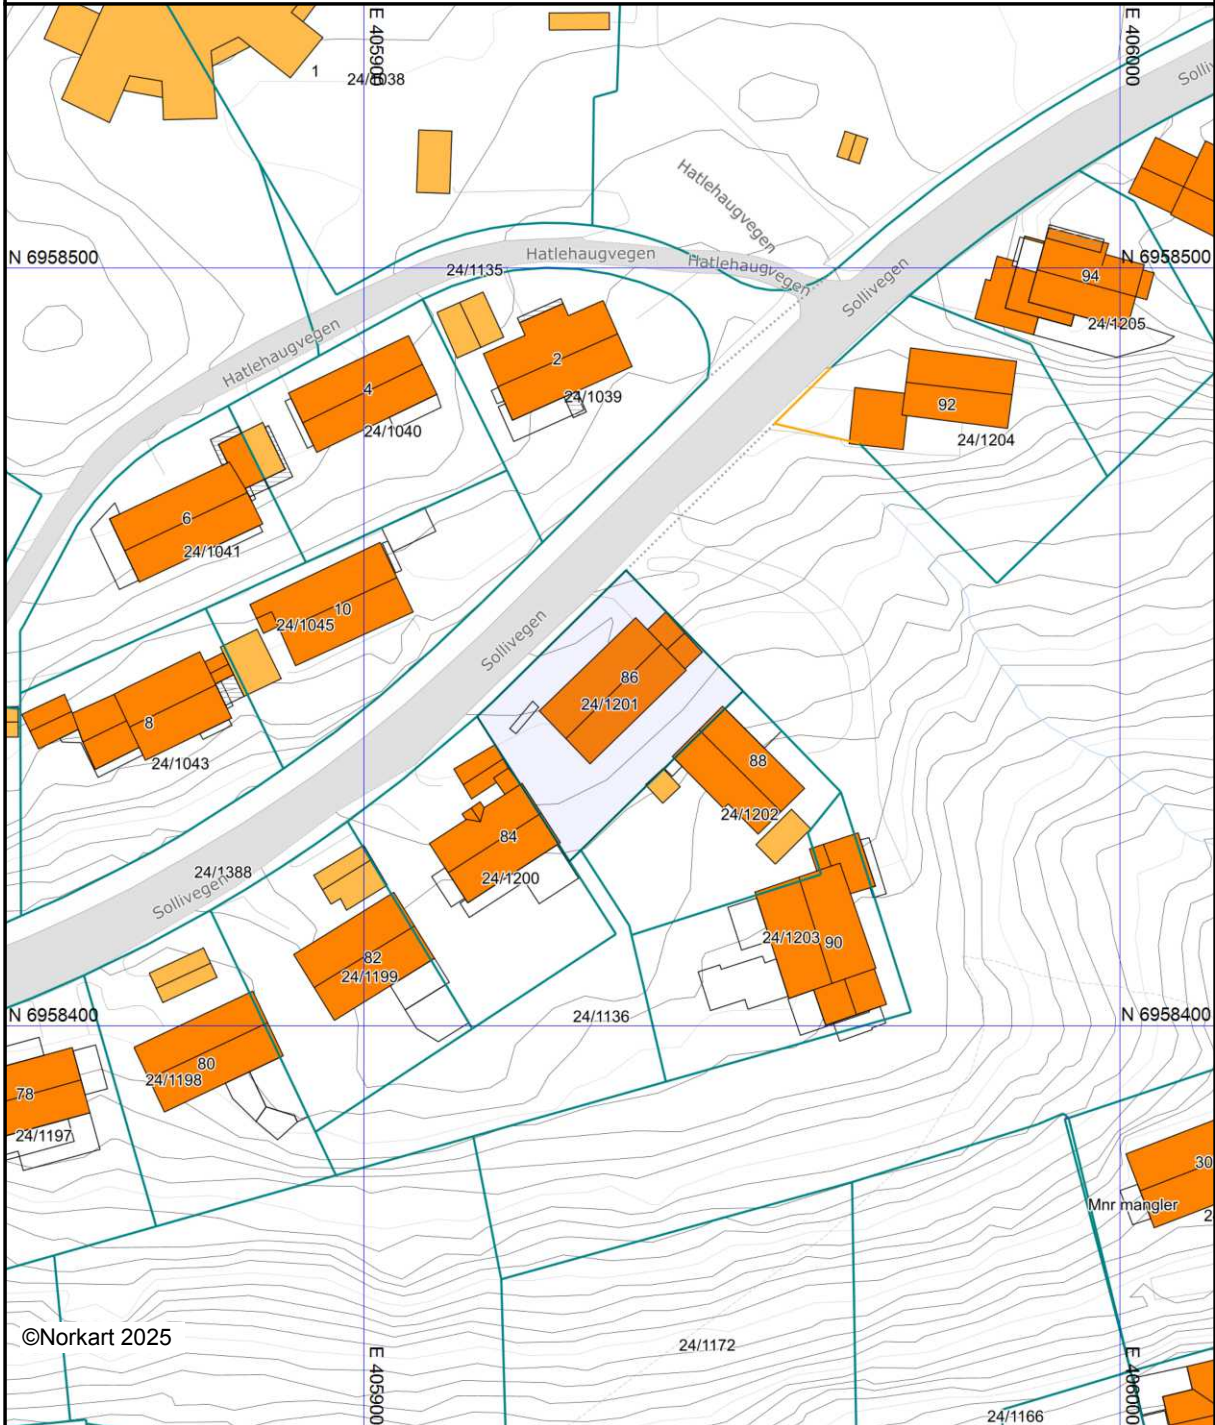 E 405900
E 406000
Solliv
1
24/1038
Hatlehaugvegen
N 6958500
Hatlehaugvegen
Hatlehaugvegen
N 6958500
24/1135
Sollivegen
94
24/1205
Hatlehaugvegen
2
4
24/1039
92
24/1040
24/1204
6
24/1041
10
24/1045
Sollivegen
86
24/1201
8
24/1043
88
24/1202
84
24/1388
24/1200
Sollivegen
82
24/1203
90
24/1199
N 6958400
24/1136
N 6958400
80
24/1198
78
24/1197
30
Mnr mangler
2
©Norkart 2025
24/1172
E 405900
E 406000
24/1166